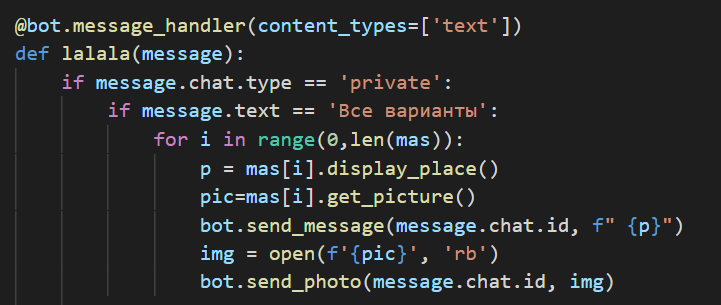 @bot.message_handler(content_types=['text'])
def lalala(message):
    if message.chat.type == 'private':
        if message.text == 'Все варианты':
            for i in range(0,len(mas)):
                p = mas[i].display_place()
                pic=mas[i].get_picture()
                bot.send_message(message.chat.id, f" {p}")
                img = open(f'{pic}', 'rb')
                bot.send_photo(message.chat.id, img)